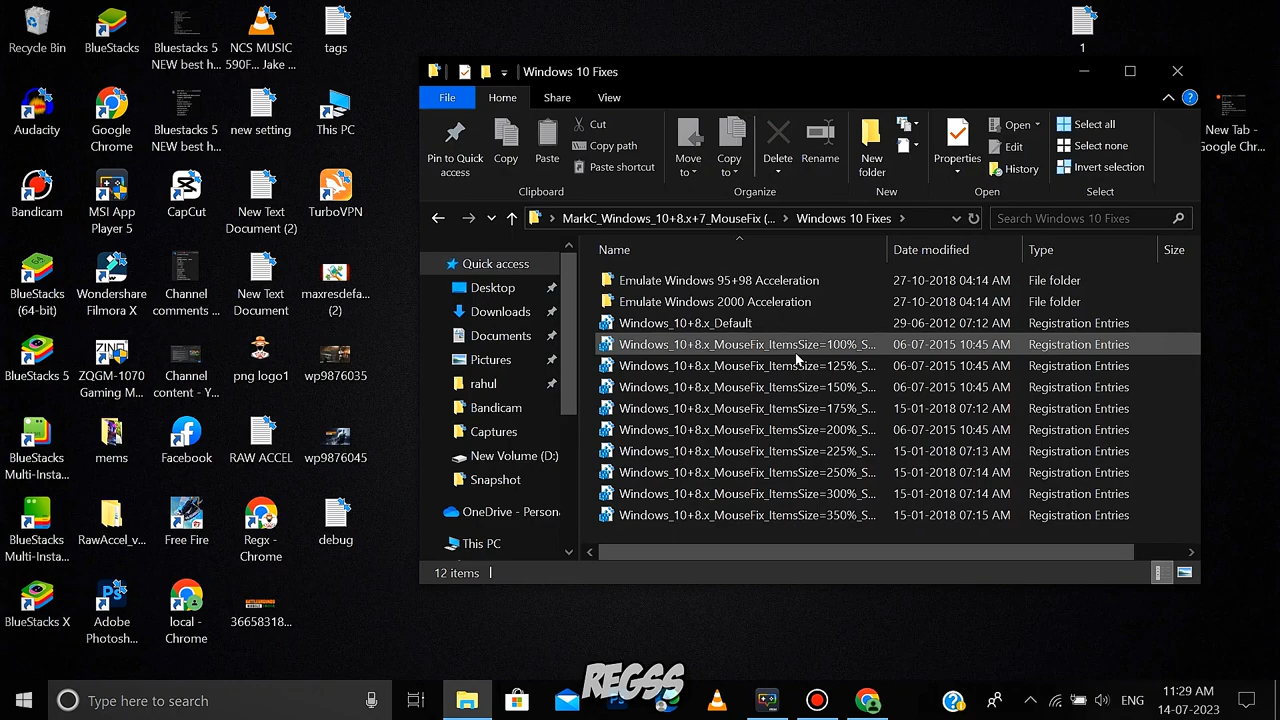 Recycle Bin
BlueStacks
Bluestacks 5
NEW best h...
NCS MUSIC
590F... Jake ...
tags
1
Audacity
Google
Chrome
Bluestacks 5
NEW best h...
new setting
This PC
New Tab -
Google Chr...
Bandicam
MSI App
Player 5
CapCut
New Text
Document (2)
TurboVPN
BlueStacks
(64-bit)
Wondershare
Filmora X
Channel
comments ...
New Text
Document
maxresdefa...
(2)
BlueStacks 5
ZQGM-1070
Gaming M...
Channel
content - Y...
png logo1
wp9876035
BlueStacks
Multi-Insta...
mems
Facebook
RAW ACCEL
wp9876045
BlueStacks
Multi-Insta...
RawAccel_v...
Free Fire
Regx -
Chrome
debug
BlueStacks X
Adobe
Photosh...
local -
Chrome
36658318...
Windows 10 Fixes
File
Home
Share
Pin to Quick
access
Copy
Paste
Cut
Copy path
Paste shortcut
Clipboard
Move
Copy
to
Rename
Organize
New
New
Properties
Open
Edit
History
Open
Select all
Select none
Invert selection
Select
MarkC_Windows_10+8.x+7_MouseFix (...
Windows 10 Fixes
Search Windows 10 Fixes
Name
Date modified
Type
Size
Quick access
Desktop
Downloads
Documents
Pictures
rahul
Bandicam
Captures
New Volume (D:)
Snapshot
OneDrive - Person
This PC
Emulate Windows 95+98 Acceleration 27-10-2018 04:14 AM File folder
Emulate Windows 2000 Acceleration 27-10-2018 04:14 AM File folder
Windows_10+8.x_Default 29-06-2012 07:12 AM Registration Entries
Windows_10+8.x_MouseFix_ItemsSize=100%_S... 06-07-2015 10:45 AM Registration Entries
Windows_10+8.x_MouseFix_ItemsSize=125%_S... 06-07-2015 10:45 AM Registration Entries
Windows_10+8.x_MouseFix_ItemsSize=150%_S... 06-07-2015 10:45 AM Registration Entries
Windows_10+8.x_MouseFix_ItemsSize=175%_S... 15-01-2018 07:12 AM Registration Entries
Windows_10+8.x_MouseFix_ItemsSize=200%_S... 06-07-2015 10:45 AM Registration Entries
Windows_10+8.x_MouseFix_ItemsSize=225%_S... 15-01-2018 07:14 AM Registration Entries
Windows_10+8.x_MouseFix_ItemsSize=250%_S... 15-01-2018 07:14 AM Registration Entries
Windows_10+8.x_MouseFix_ItemsSize=300%_S... 15-01-2018 07:14 AM Registration Entries
Windows_10+8.x_MouseFix_ItemsSize=350%_S... 15-01-2018 07:15 AM Registration Entries
12 items
REGSS
Type here to search
ENG
11:29 AM
14-07-2023